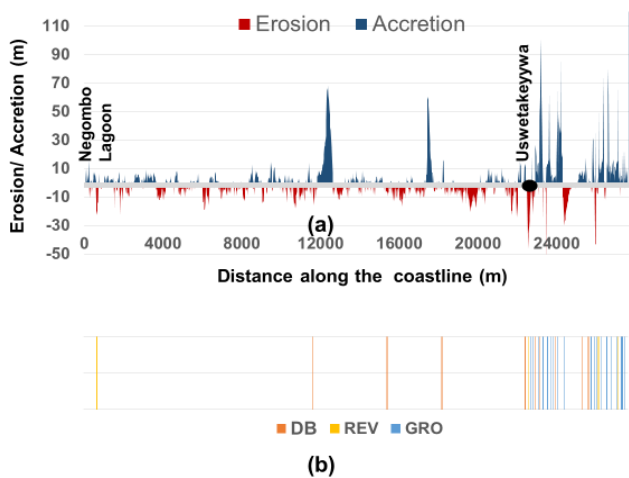 Erosion Accretion
110
90
70
50
30
10
-10
-30
-50
Erosion/ Accretion (m)
Negombo
Lagoon
Uswetakeyywa
(a)
0 4000 8000 12000 16000 20000 24000
Distance along the coastline (m)
DB REV GRO
(b)